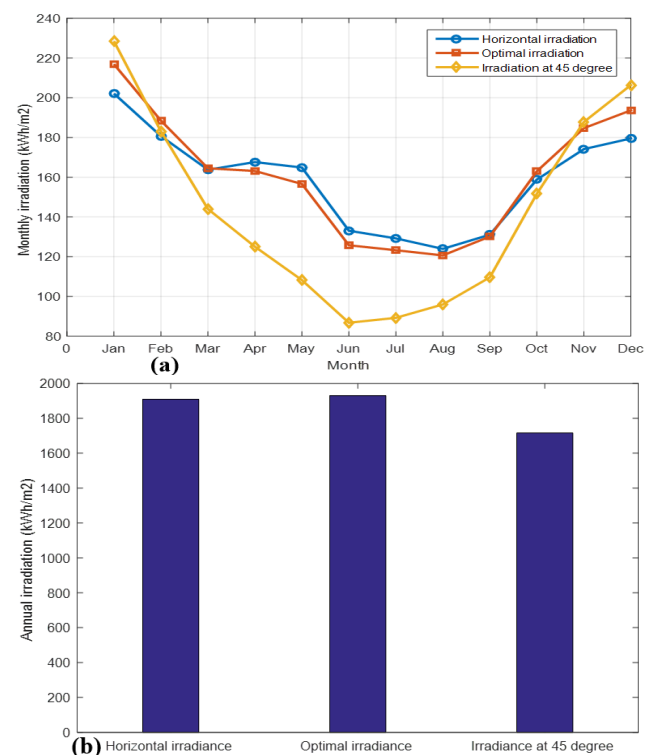 240
220
200
180
160
140
120
100
80
Monthly irradiation (kWh/m2)
Horizontal irradiation
Optimal irradiation
Irradiation at 45 degree
0 Jan Feb Mar Apr May Jun Jul Aug Sep Oct Nov Dec
(a) Month
2000
1800
1600
1400
1200
1000
800
600
400
200
0
Annual irradiation (kWh/m2)
(b) Horizontal irradiance Optimal irradiance Irradiance at 45 degree